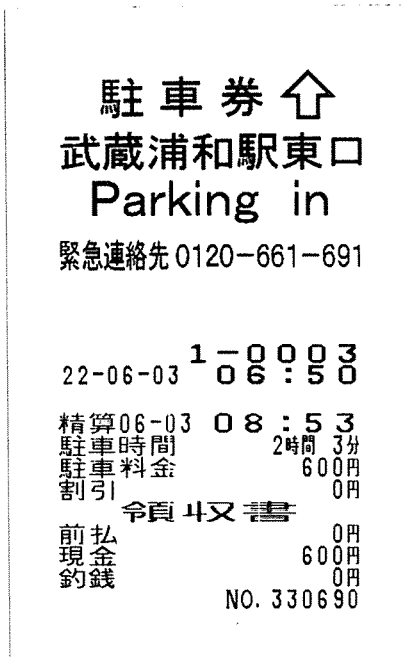 駐車券⇧
武蔵浦和駅東口
Parking in
緊急連絡先0120-661-691
1-0003
22-06-03 06:50
精算06-03 08:53
駐車時間 2時間 3分
駐車料金 600円
割引 0円
領収書
前払 0円
現金 600円
釣銭 0円
NO.330690